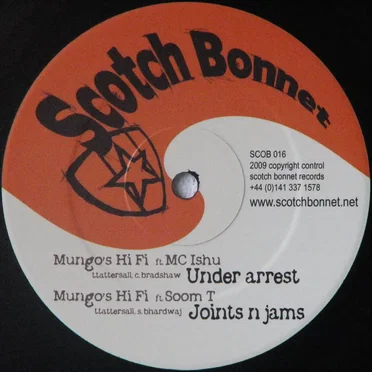 Scotch Bonnet
SCOB 016
2009 copyright control
scotch bonnet records
+44 (0)141 337 1578
www.scotchbonnet.net
Mungo's Hi Fi ft. MC Ishu
t.tattersall, c. bradshaw Under arrest
Mungo's Hi Fi ft. Soom T
t.tattersall, s. bhardwaj Joints n jams